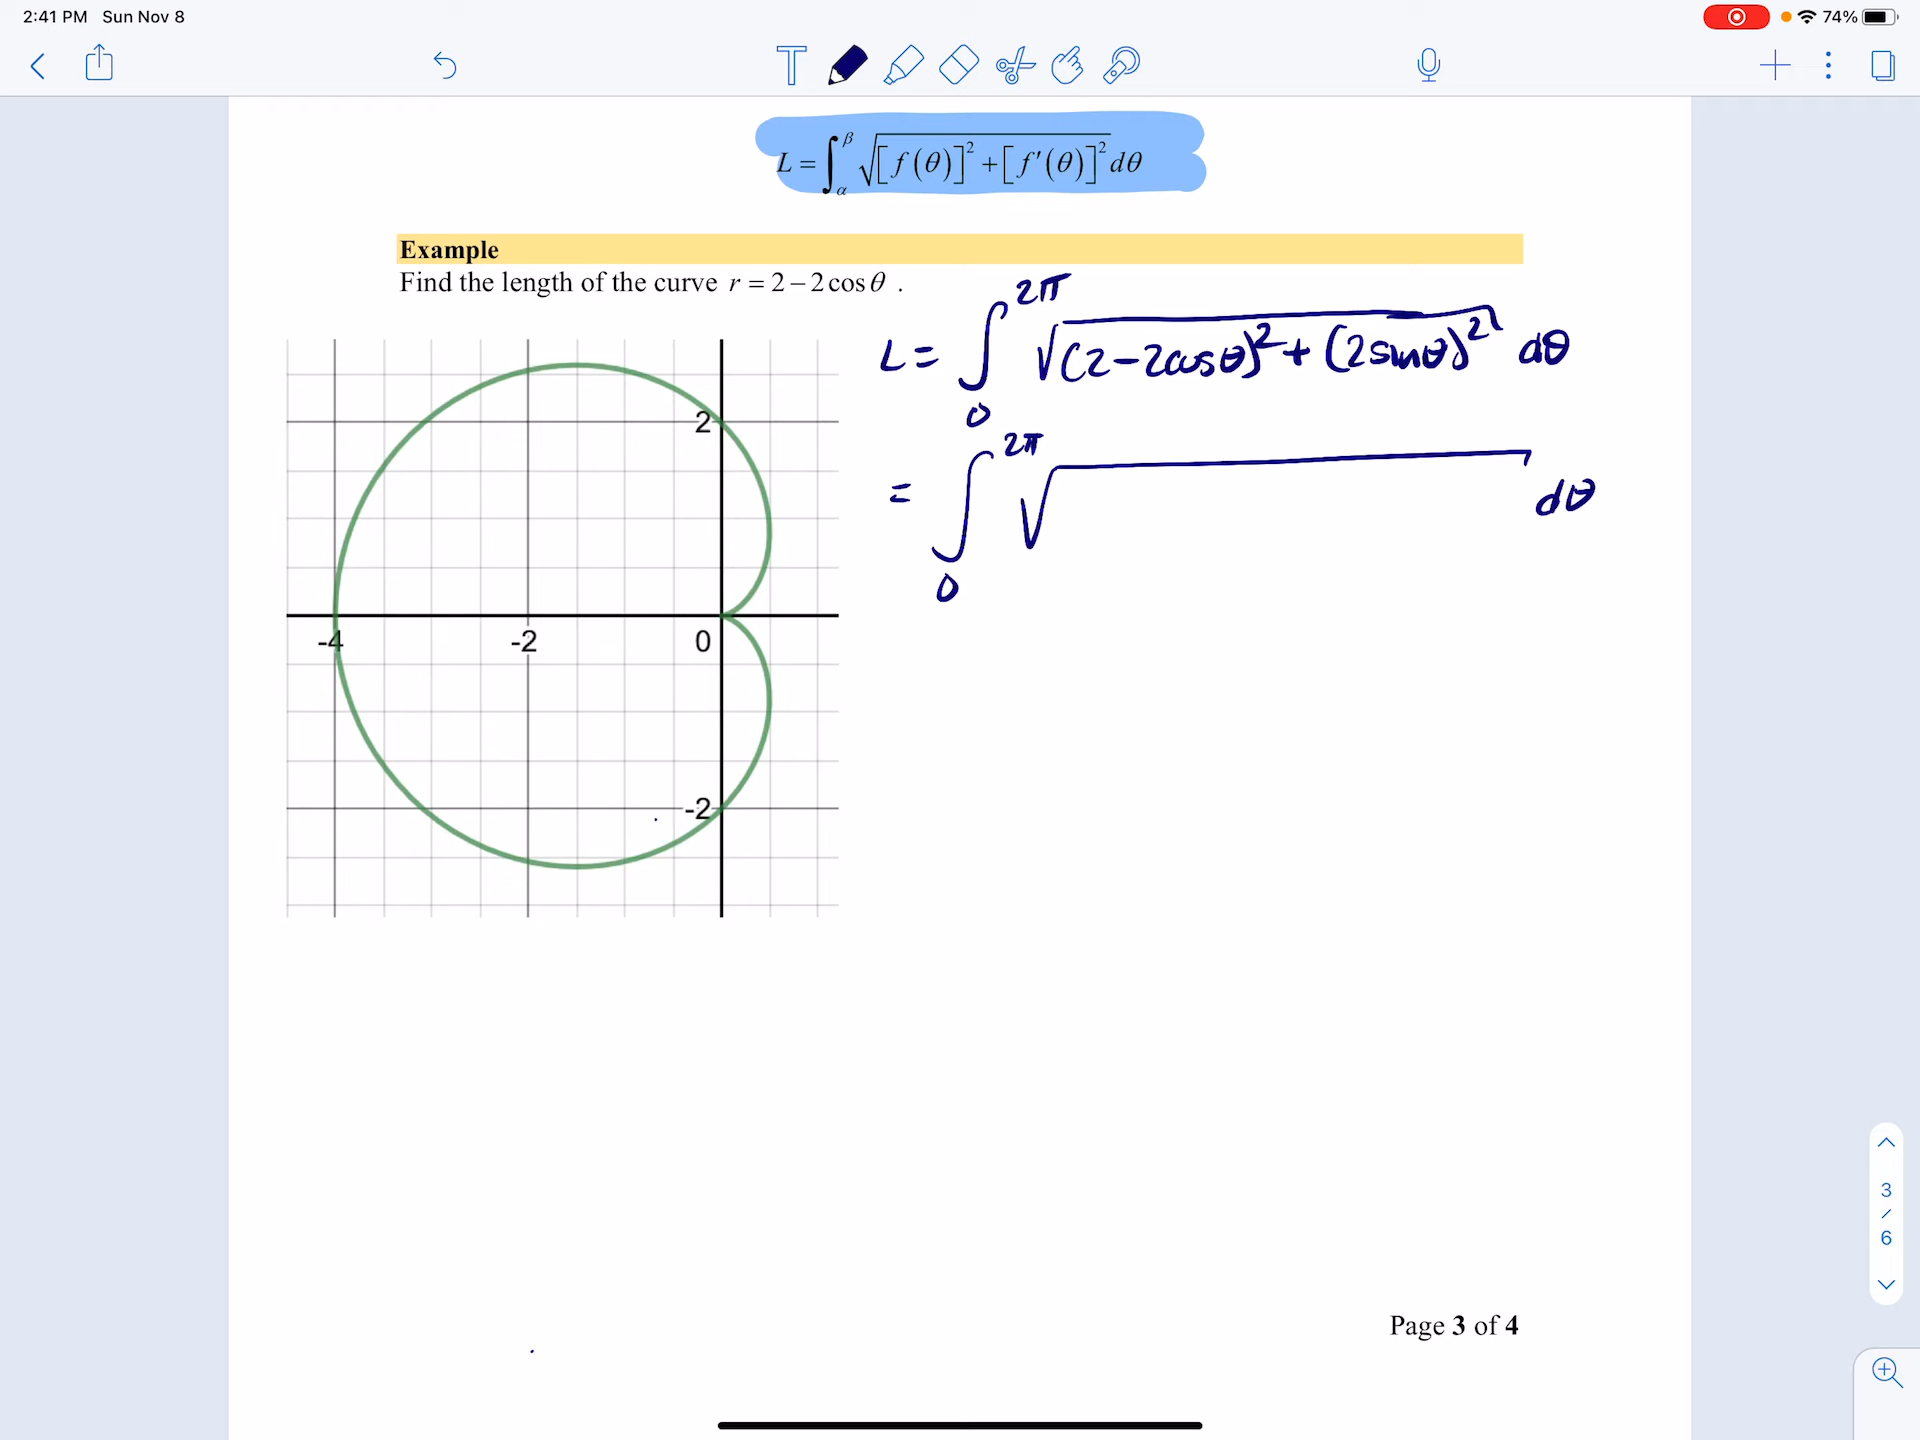 2:41 PM Sun Nov 8
74%
T
L = ∫_α^β √([f(θ)]² + [f′(θ)]²) dθ
Example
Find the length of the curve r = 2 − 2 cos θ .
L = ∫_0^{2π} √((2−2cosθ)² + (2sinθ)²) dθ
= ∫_0^{2π} √ dθ
2
-4 -2 0
-2
3
/
6
Page 3 of 4